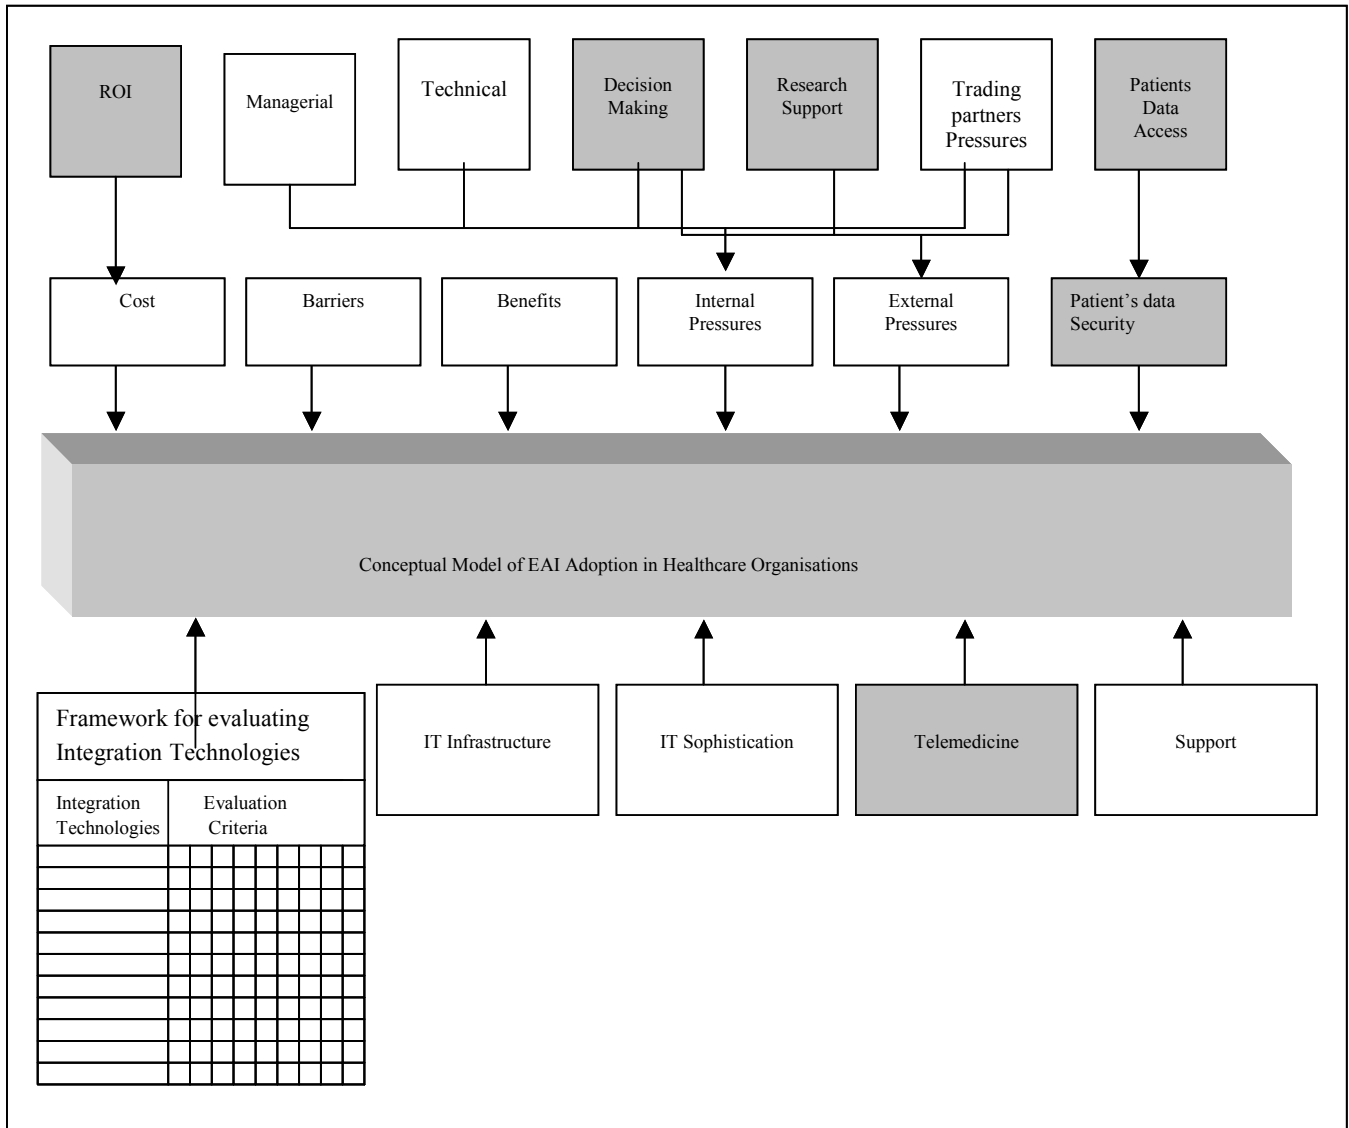 ROI
Managerial
Technical
Decision
Making
Research
Support
Trading
partners
Pressures
Patients
Data
Access
Cost
Barriers
Benefits
Internal
Pressures
External
Pressures
Patient’s data
Security
Conceptual Model of EAI Adoption in Healthcare Organisations
Framework for evaluating
Integration Technologies
Integration
Technologies
Evaluation
Criteria
IT Infrastructure
IT Sophistication
Telemedicine
Support